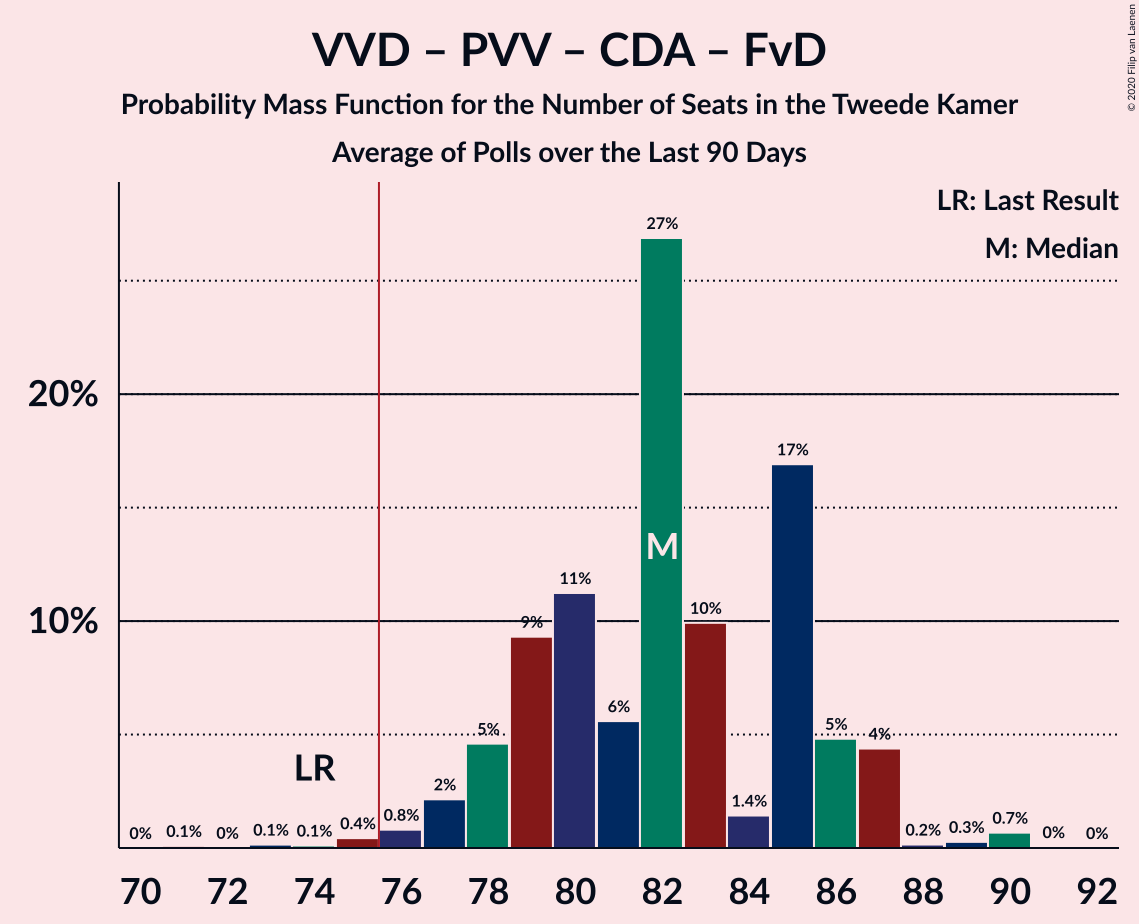 VVD – PVV – CDA – FvD
Probability Mass Function for the Number of Seats in the Tweede Kamer
Average of Polls over the Last 90 Days
© 2020 Filip van Laenen
LR: Last Result
M: Median
20%
10%
0%
0.1%
0%
0.1%
0.1%
0.4%
0.8%
2%
5%
9%
11%
6%
27%
10%
1.4%
17%
5%
4%
0.2%
0.3%
0.7%
0%
0%
LR
M
70 72 74 76 78 80 82 84 86 88 90 92